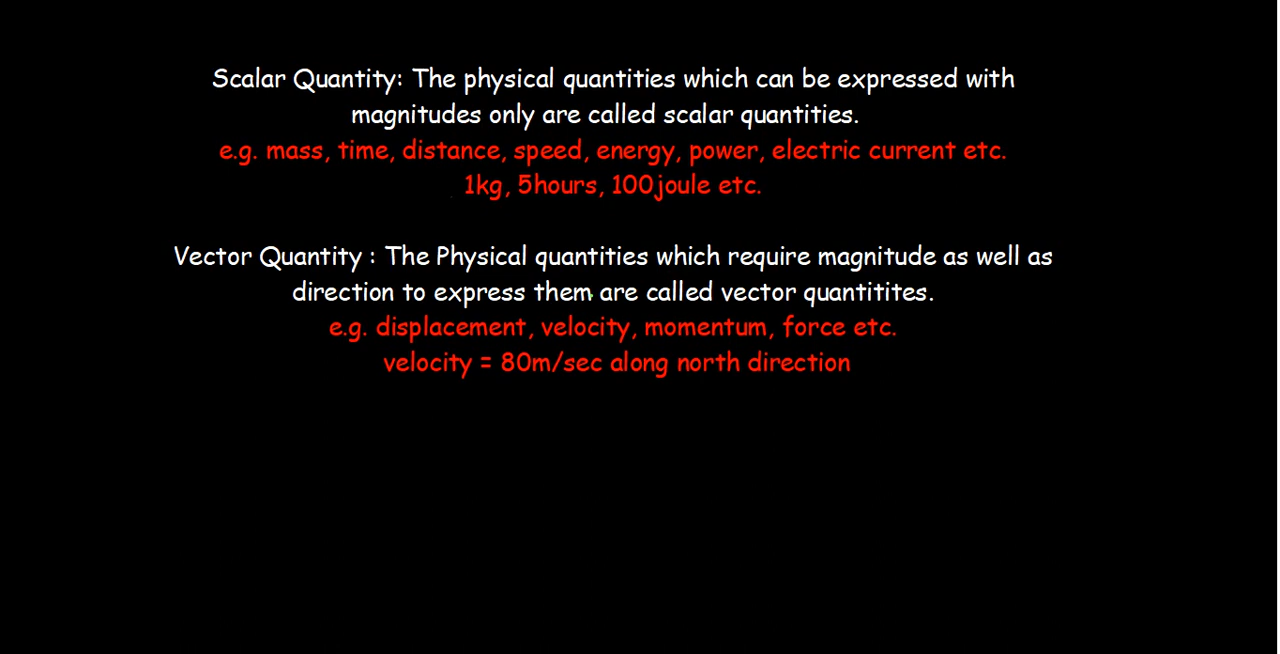 Scalar Quantity: The physical quantities which can be expressed with
magnitudes only are called scalar quantities.
e.g. mass, time, distance, speed, energy, power, electric current etc.
1kg, 5hours, 100joule etc.
Vector Quantity : The Physical quantities which require magnitude as well as
direction to express them are called vector quantitites.
e.g. displacement, velocity, momentum, force etc.
velocity = 80m/sec along north direction